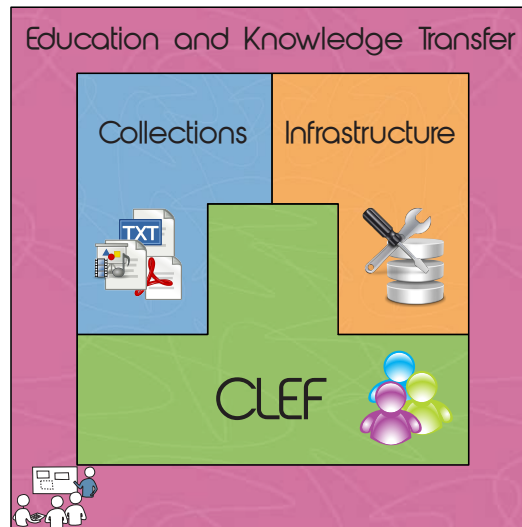 Education and Knowledge Transfer
Collections
Infrastructure
TXT
CLEF